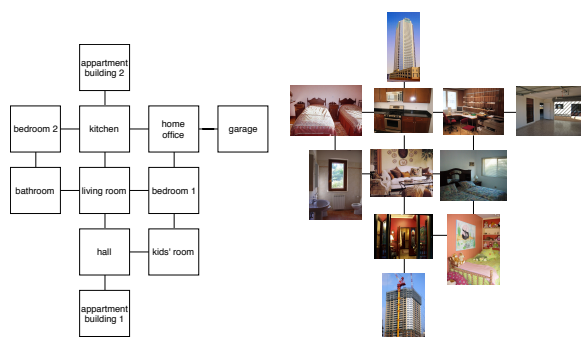 appartment
building 2
bedroom 2
kitchen
home
office
garage
bathroom
living room
bedroom 1
hall
kids' room
appartment
building 1